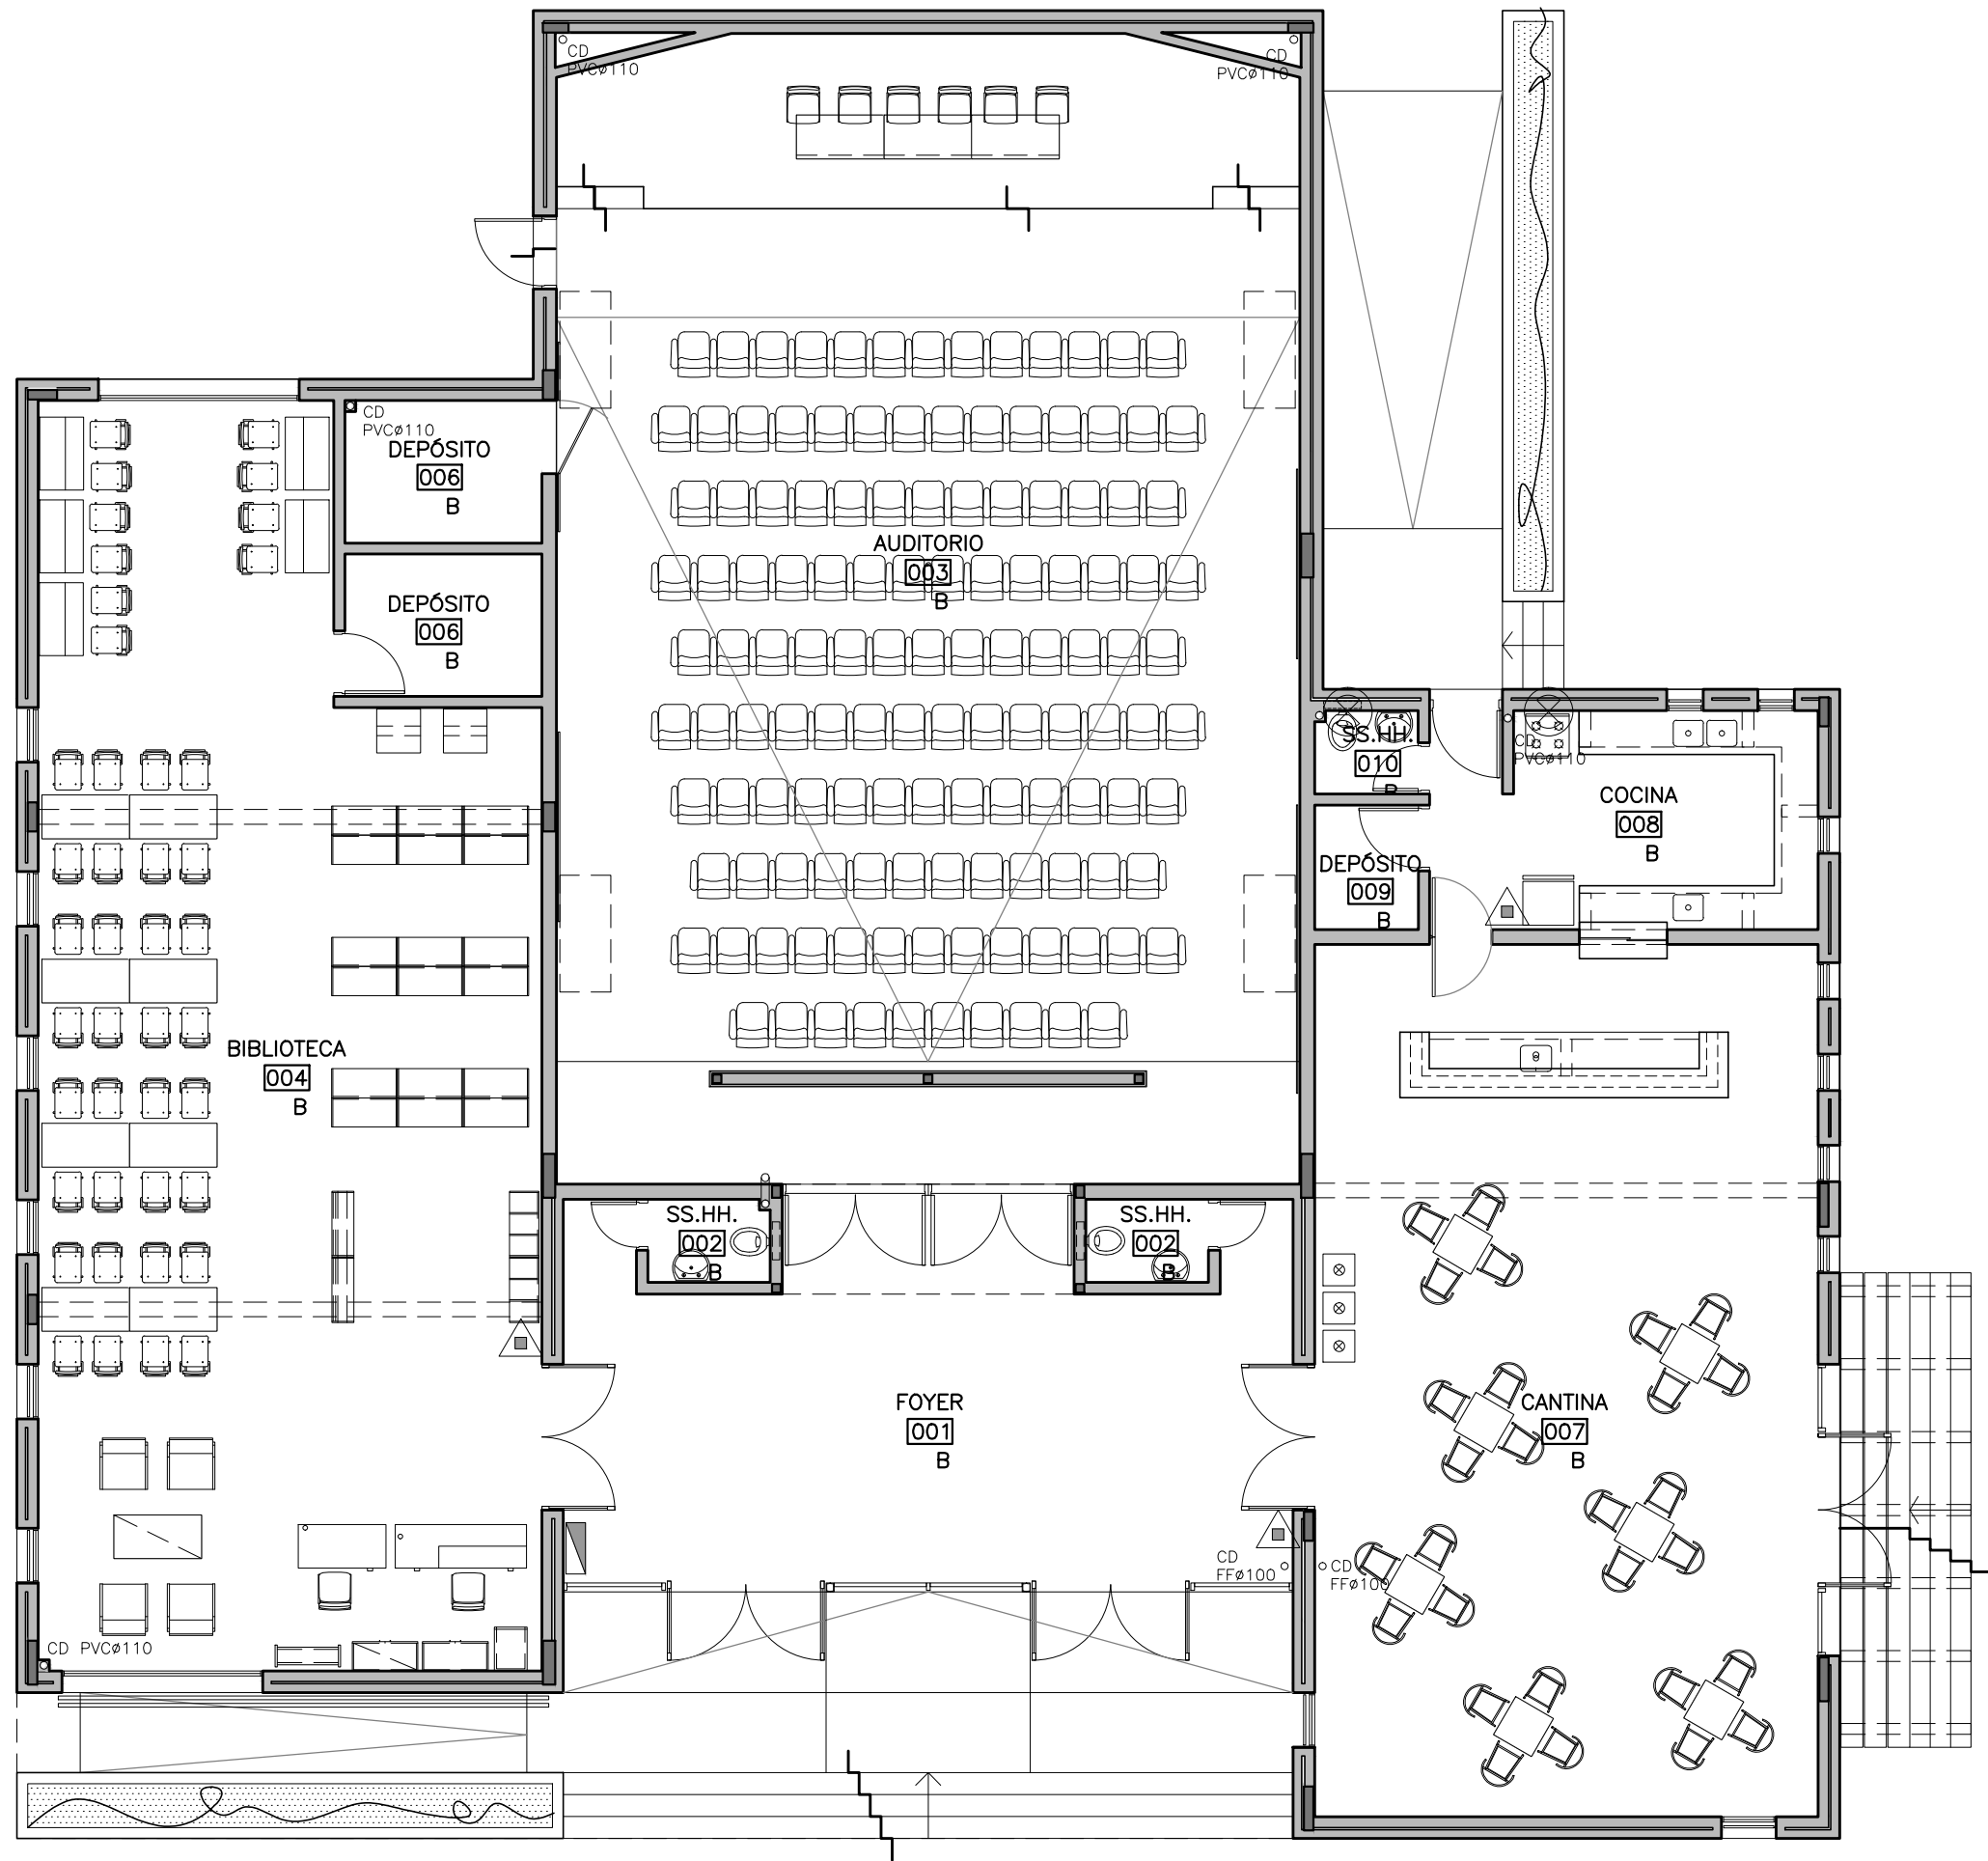 CD
PVCø110
CD
PVCø110
CD
PVCø110
DEPÓSITO
006
B
AUDITORIO
003
B
DEPÓSITO
006
B
SS.HH.
010
B
CD
PVCø110
COCINA
008
B
DEPÓSITO
009
B
BIBLIOTECA
004
B
SS.HH.
002
B
SS.HH.
002
B
FOYER
001
B
CANTINA
007
B
CD
FFø100
CD
FFø100
CD PVCø110